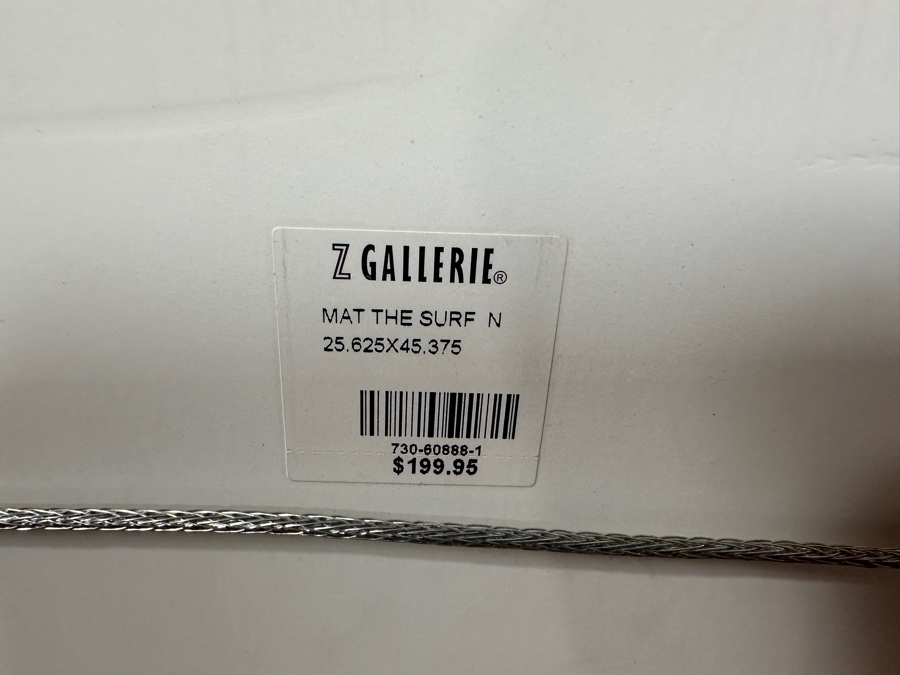 Z GALLERIE®
MAT THE SURF N
25.625X45.375
730-60888-1
$199.95